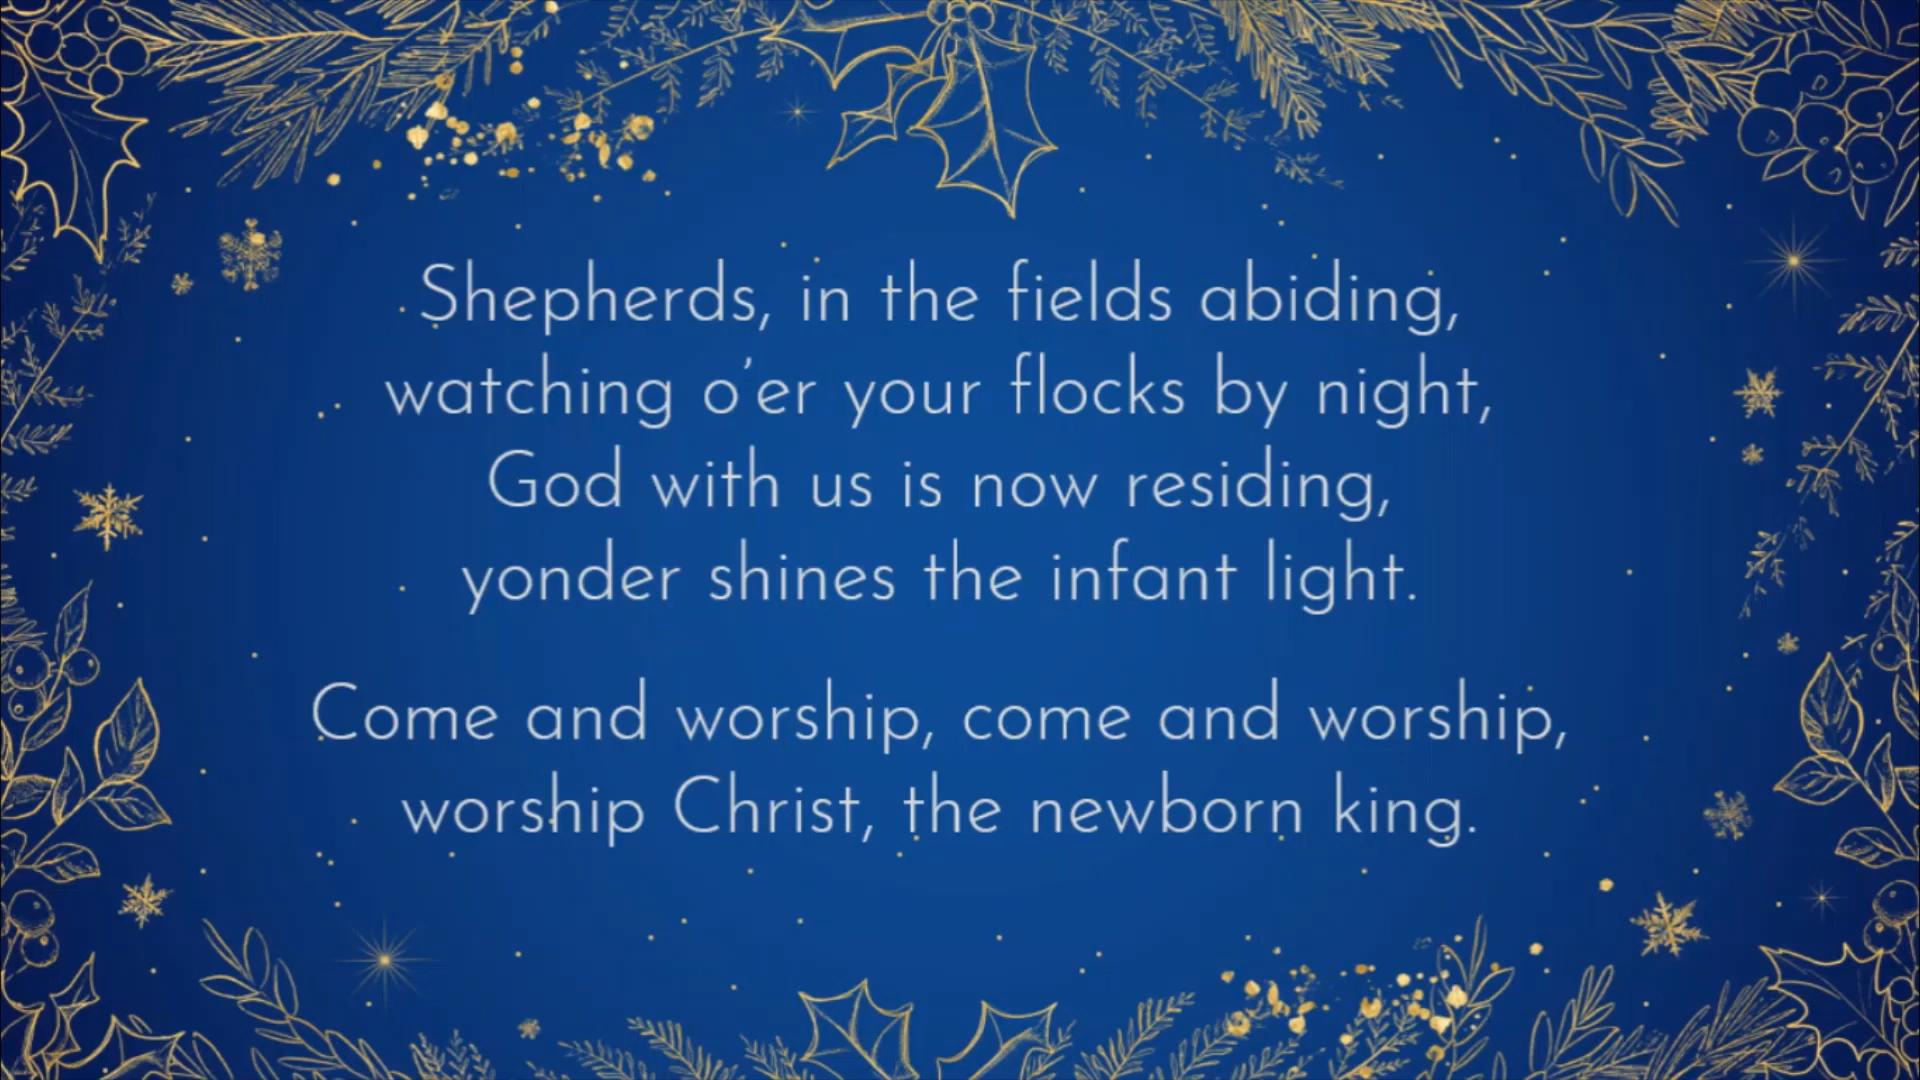 Shepherds, in the fields abiding,
watching o’er your flocks by night,
God with us is now residing,
yonder shines the infant light.
Come and worship, come and worship,
worship Christ, the newborn king.